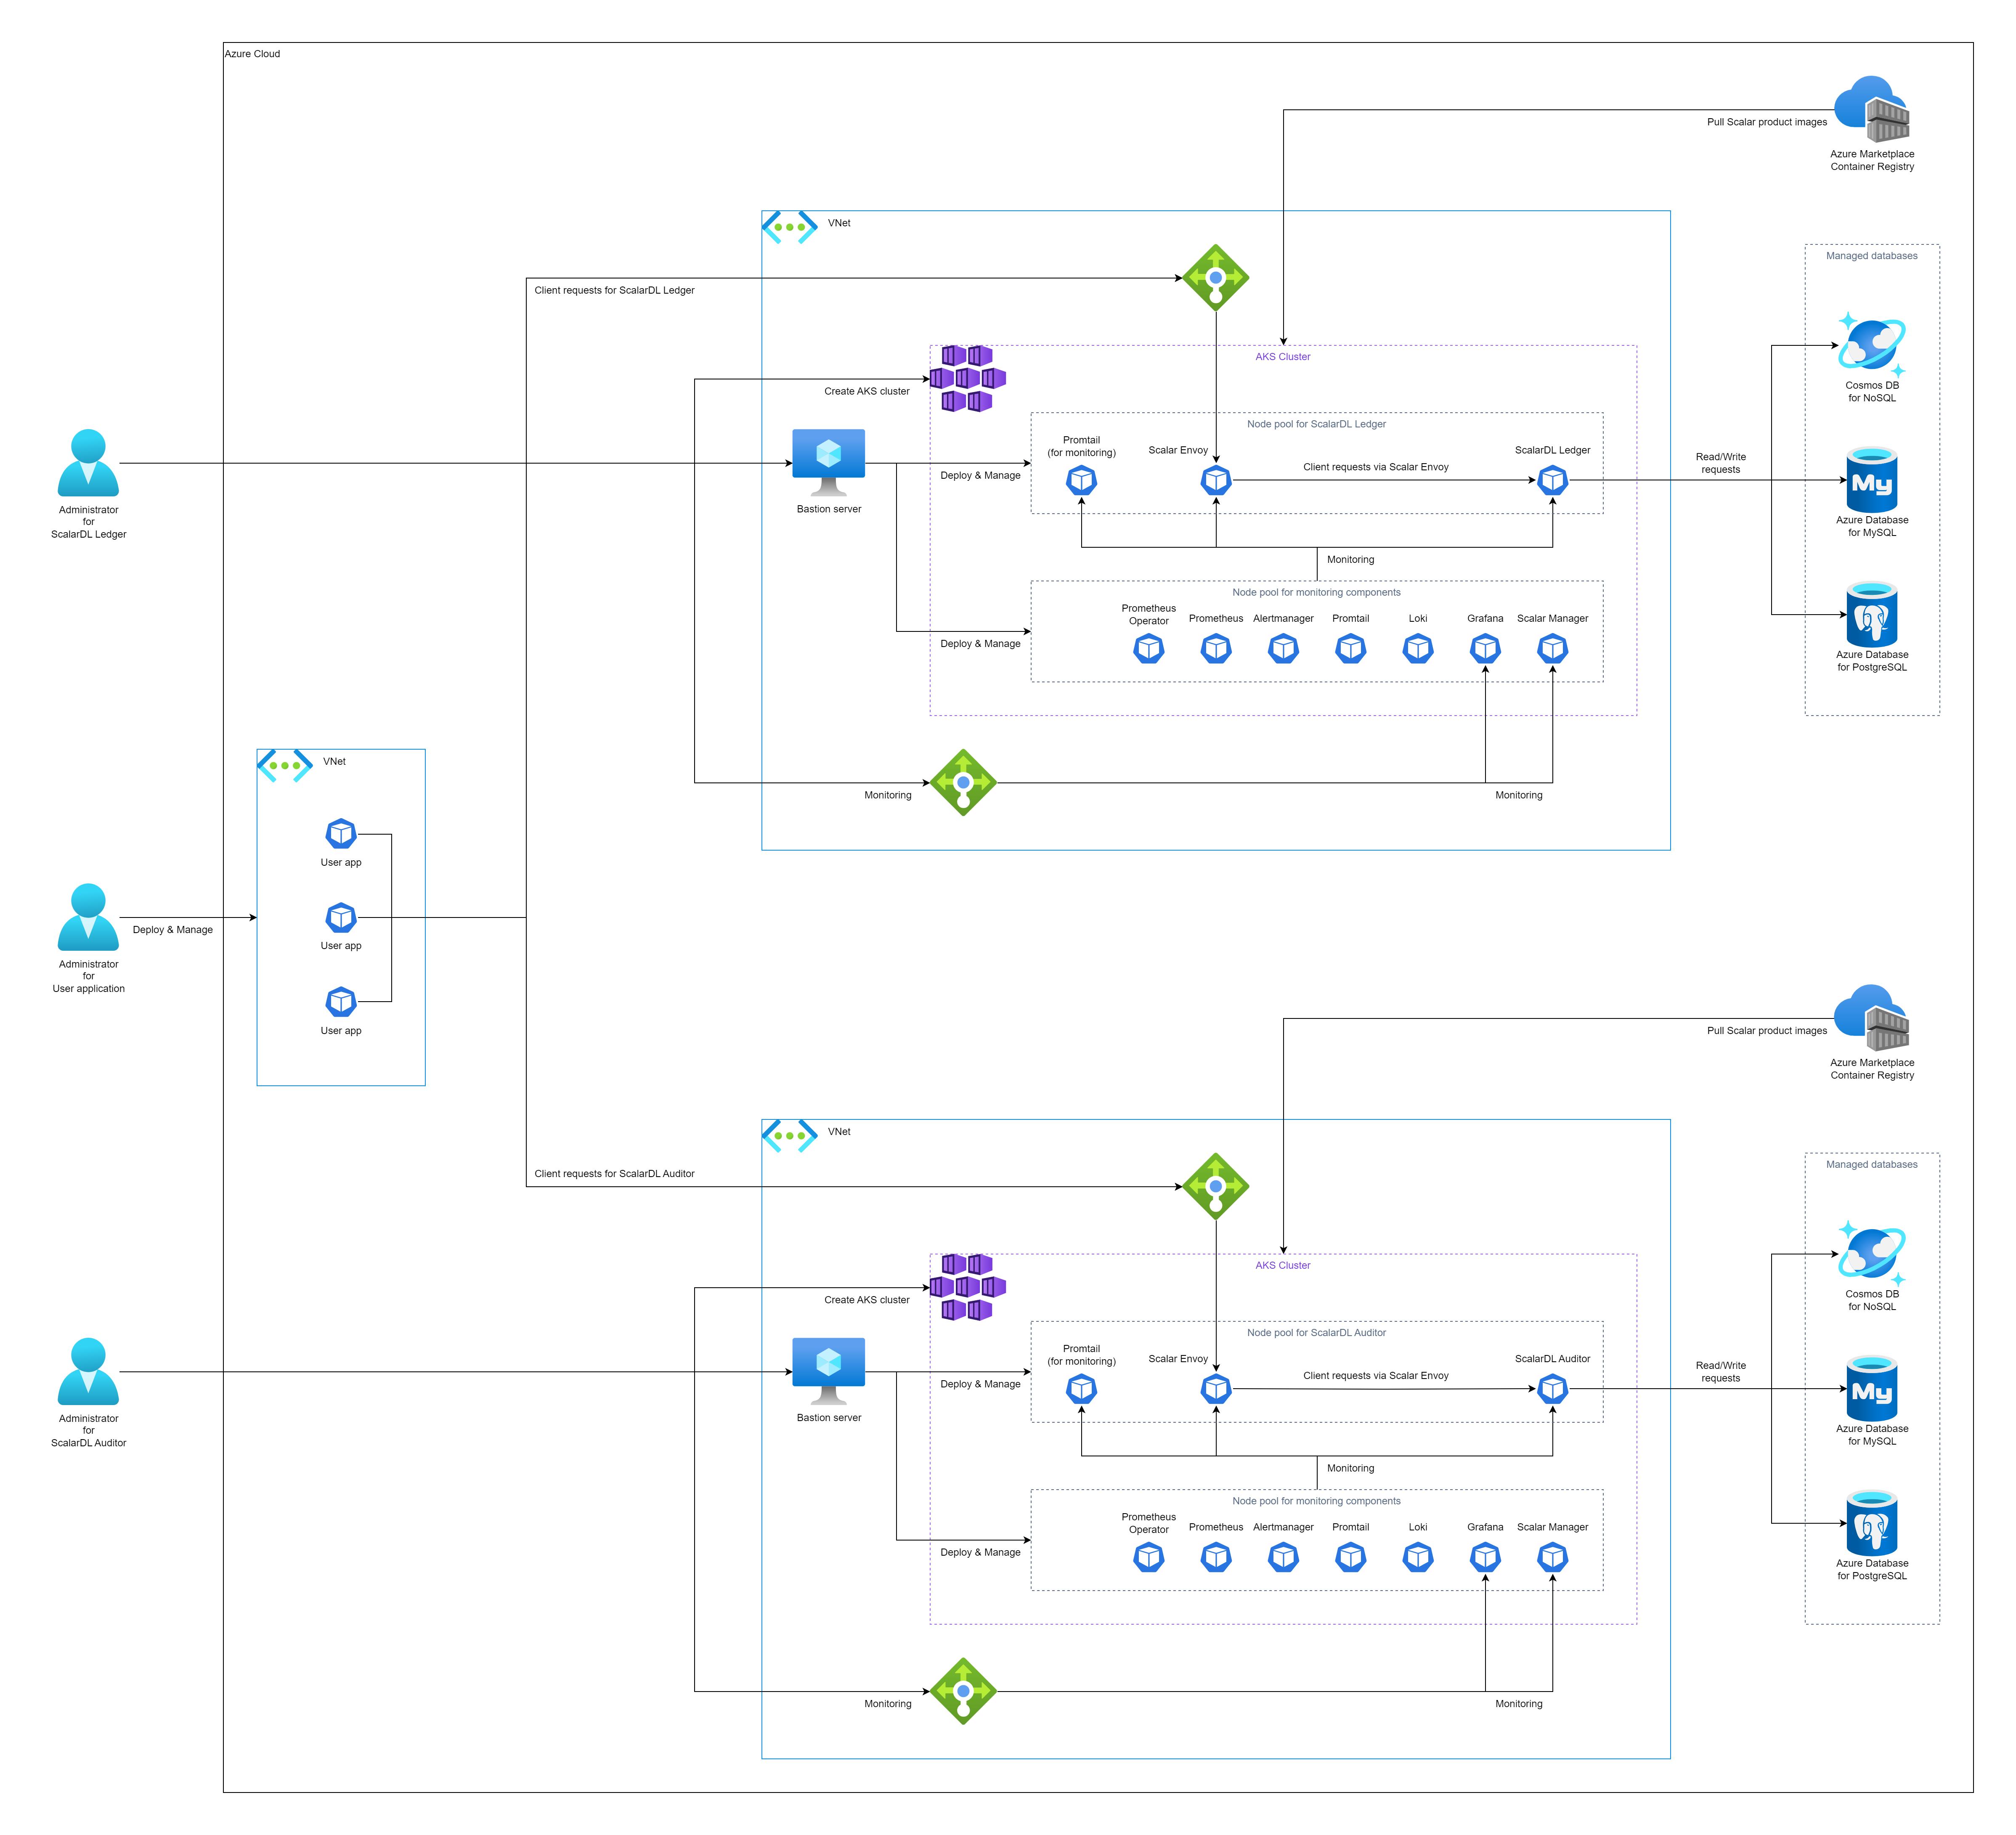 Azure Cloud
Pull Scalar product images
Azure Marketplace
Container Registry
VNet
Managed databases
Client requests for ScalarDL Ledger
AKS Cluster
Create AKS cluster
Cosmos DB
for NoSQL
Node pool for ScalarDL Ledger
Promtail
(for monitoring)
Scalar Envoy
ScalarDL Ledger
Client requests via Scalar Envoy
Read/Write
requests
Deploy & Manage
Bastion server
Administrator
for
ScalarDL Ledger
Azure Database
for MySQL
Monitoring
Node pool for monitoring components
Prometheus
Operator
Prometheus
Alertmanager
Promtail
Loki
Grafana
Scalar Manager
Deploy & Manage
Azure Database
for PostgreSQL
VNet
Monitoring
Monitoring
User app
Deploy & Manage
User app
Administrator
for
User application
User app
Pull Scalar product images
Azure Marketplace
Container Registry
VNet
Managed databases
Client requests for ScalarDL Auditor
AKS Cluster
Create AKS cluster
Cosmos DB
for NoSQL
Node pool for ScalarDL Auditor
Promtail
(for monitoring)
Scalar Envoy
ScalarDL Auditor
Client requests via Scalar Envoy
Read/Write
requests
Deploy & Manage
Bastion server
Administrator
for
ScalarDL Auditor
Azure Database
for MySQL
Monitoring
Node pool for monitoring components
Prometheus
Operator
Prometheus
Alertmanager
Promtail
Loki
Grafana
Scalar Manager
Deploy & Manage
Azure Database
for PostgreSQL
Monitoring
Monitoring